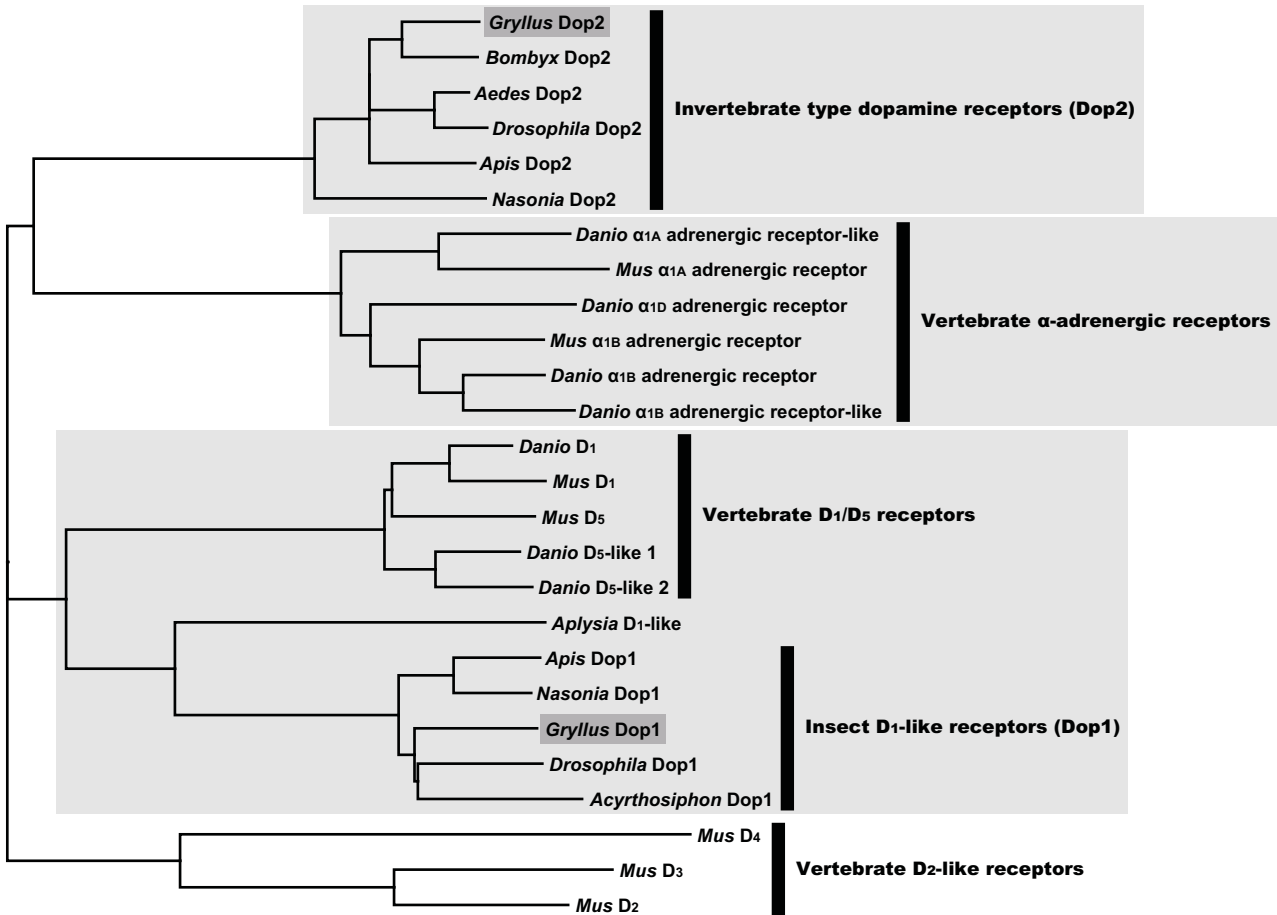 Gryllus Dop2
Bombyx Dop2
Aedes Dop2
Drosophila Dop2
Apis Dop2
Nasonia Dop2
Invertebrate type dopamine receptors (Dop2)
Danio α1A adrenergic receptor-like
Mus α1A adrenergic receptor
Danio α1D adrenergic receptor
Mus α1B adrenergic receptor
Danio α1B adrenergic receptor
Danio α1B adrenergic receptor-like
Vertebrate α-adrenergic receptors
Danio D1
Mus D1
Mus D5
Danio D5-like 1
Danio D5-like 2
Vertebrate D1/D5 receptors
Aplysia D1-like
Apis Dop1
Nasonia Dop1
Gryllus Dop1
Drosophila Dop1
Acyrthosiphon Dop1
Insect D1-like receptors (Dop1)
Mus D4
Mus D3
Mus D2
Vertebrate D2-like receptors